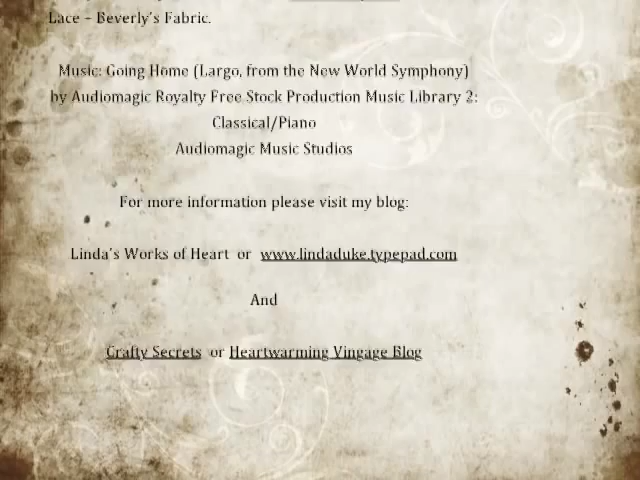 Lace – Beverly's Fabric.
Music: Going Home (Largo, from the New World Symphony)
by Audiomagic Royalty Free Stock Production Music Library 2:
Classical/Piano
Audiomagic Music Studios
For more information please visit my blog:
Linda's Works of Heart or www.lindaduke.typepad.com
And
Crafty Secrets or Heartwarming Vingage Blog